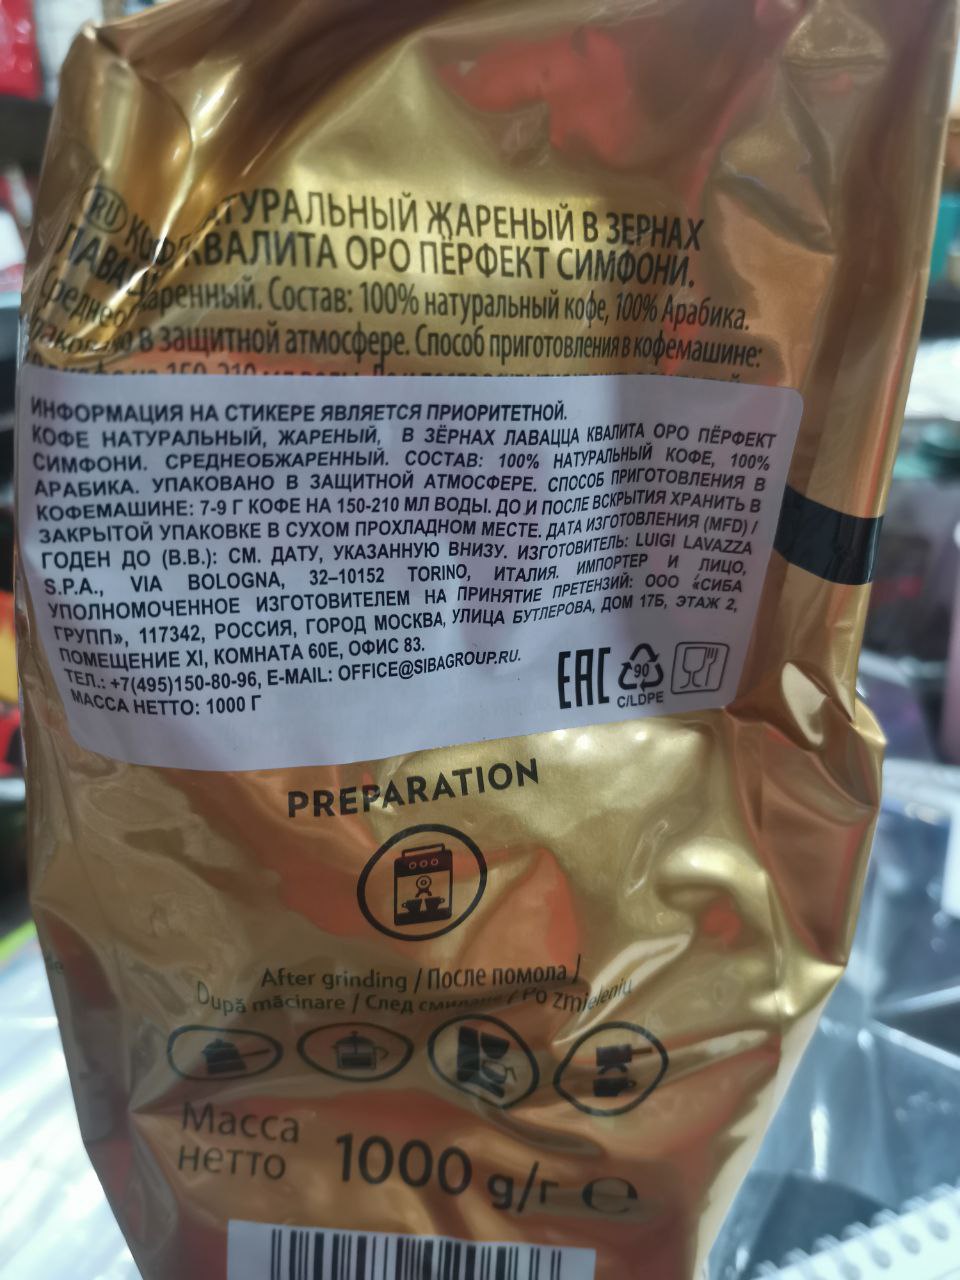 RU КОФЕ НАТУРАЛЬНЫЙ ЖАРЕНЫЙ В ЗЕРНАХ
ЛАВАЦЦА КВАЛИТА ОРО ПЁРФЕКТ СИМФОНИ.
Среднеобжаренный. Состав: 100% натуральный кофе, 100% Арабика.
Упаковано в защитной атмосфере. Способ приготовления в кофемашине:
ИНФОРМАЦИЯ НА СТИКЕРЕ ЯВЛЯЕТСЯ ПРИОРИТЕТНОЙ.
КОФЕ НАТУРАЛЬНЫЙ, ЖАРЕНЫЙ, В ЗЁРНАХ ЛАВАЦЦА КВАЛИТА ОРО ПЁРФЕКТ
СИМФОНИ. СРЕДНЕОБЖАРЕННЫЙ. СОСТАВ: 100% НАТУРАЛЬНЫЙ КОФЕ, 100%
АРАБИКА. УПАКОВАНО В ЗАЩИТНОЙ АТМОСФЕРЕ. СПОСОБ ПРИГОТОВЛЕНИЯ В
КОФЕМАШИНЕ: 7-9 Г КОФЕ НА 150-210 МЛ ВОДЫ. ДО И ПОСЛЕ ВСКРЫТИЯ ХРАНИТЬ В
ЗАКРЫТОЙ УПАКОВКЕ В СУХОМ ПРОХЛАДНОМ МЕСТЕ. ДАТА ИЗГОТОВЛЕНИЯ (MFD) /
ГОДЕН ДО (B.B.): СМ. ДАТУ, УКАЗАННУЮ ВНИЗУ. ИЗГОТОВИТЕЛЬ: LUIGI LAVAZZA
S.P.A., VIA BOLOGNA, 32–10152 TORINO, ИТАЛИЯ. ИМПОРТЕР И ЛИЦО,
УПОЛНОМОЧЕННОЕ ИЗГОТОВИТЕЛЕМ НА ПРИНЯТИЕ ПРЕТЕНЗИЙ: ООО «СИБА
ГРУПП», 117342, РОССИЯ, ГОРОД МОСКВА, УЛИЦА БУТЛЕРОВА, ДОМ 17Б, ЭТАЖ 2,
ПОМЕЩЕНИЕ XI, КОМНАТА 60Е, ОФИС 83.
ТЕЛ.: +7(495)150-80-96, E-MAIL: OFFICE@SIBAGROUP.RU.
МАССА НЕТТО: 1000 Г
EAC
90
C/LDPE
PREPARATION
After grinding / После помола /
După măcinare / След смилане / Po zmieleniu
Масса
нетто 1000 g/г ℮